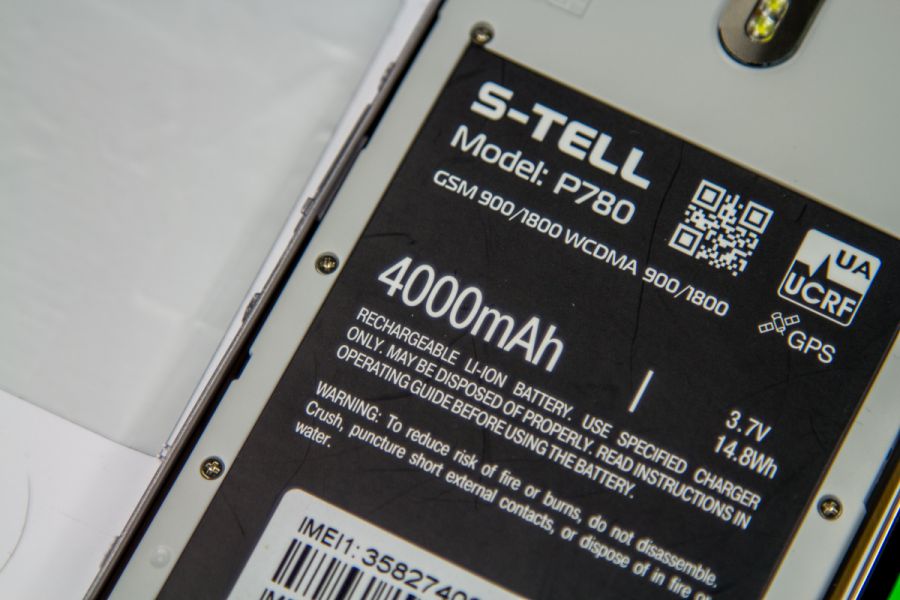 S-TELL
Model: P780
GSM 900/1800 WCDMA 900/1800
UA
UCRF
GPS
4000mAh
3.7V
14.8Wh
RECHARGEABLE LI-ION BATTERY. USE SPECIFIED CHARGER
ONLY. MAY BE DISPOSED OF PROPERLY. READ INSTRUCTIONS IN
OPERATING GUIDE BEFORE USING THE BATTERY.
WARNING: To reduce risk of fire or burns, do not disassemble.
Crush, puncture short external contacts, or dispose of in fire or
water.
IMEI1: 35827409